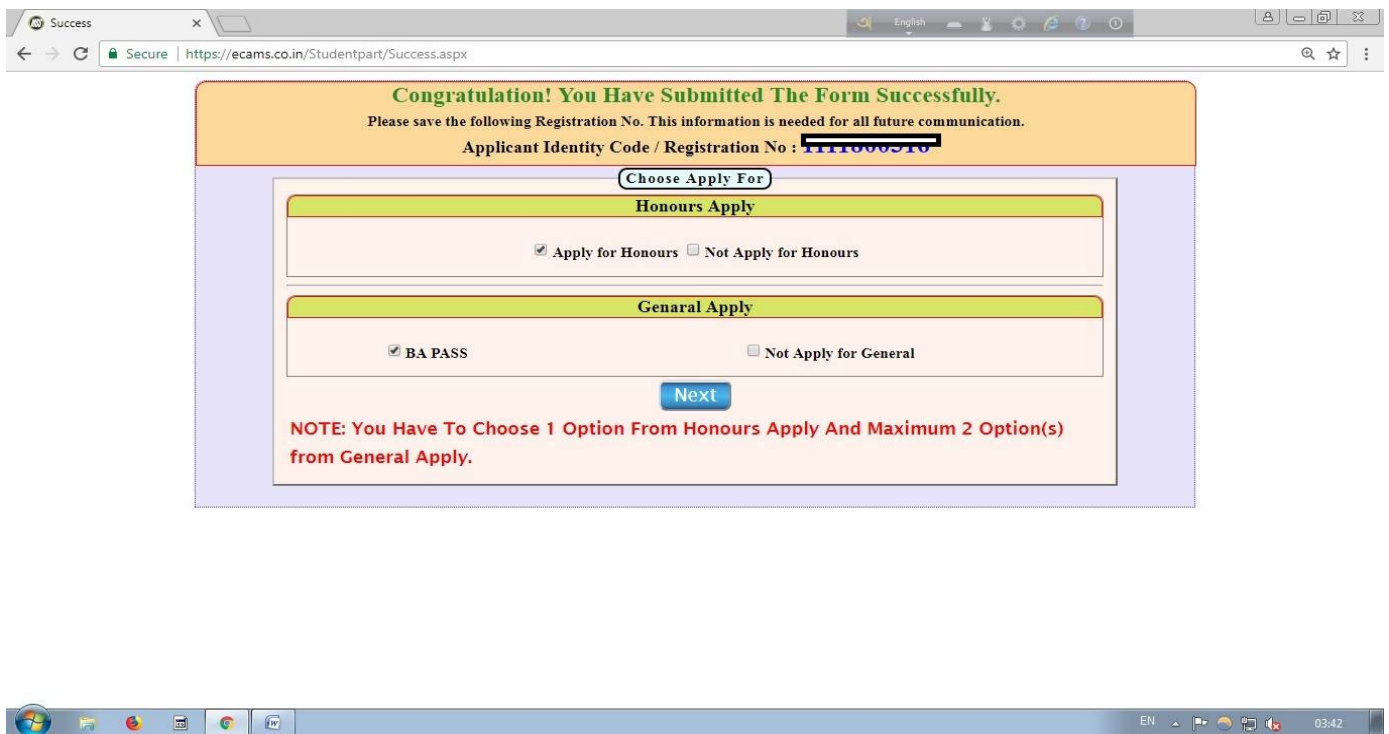 Success
English
Secure https://ecams.co.in/Studentpart/Success.aspx
Congratulation! You Have Submitted The Form Successfully.
Please save the following Registration No. This information is needed for all future communication.
Applicant Identity Code / Registration No :
Choose Apply For
Honours Apply
Apply for Honours Not Apply for Honours
Genaral Apply
BA PASS Not Apply for General
Next
NOTE: You Have To Choose 1 Option From Honours Apply And Maximum 2 Option(s)
from General Apply.
EN 03:42